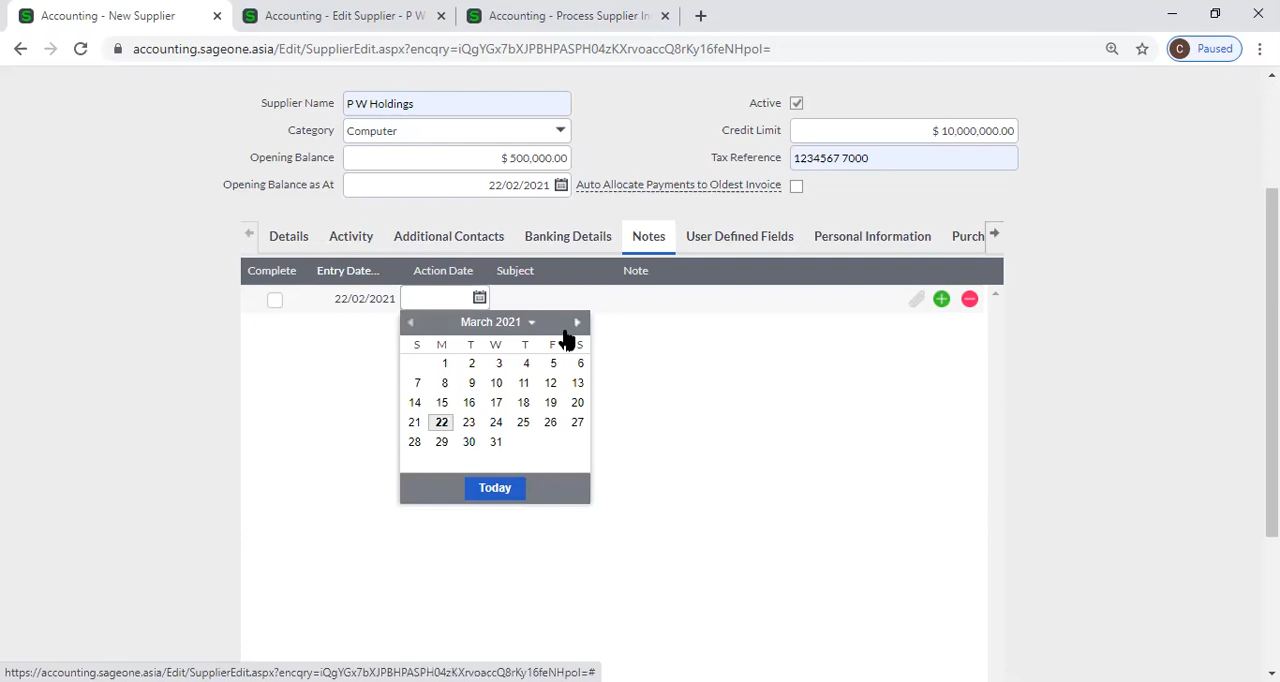 Accounting - New Supplier
Accounting - Edit Supplier - P W
Accounting - Process Supplier In
accounting.sageone.asia/Edit/SupplierEdit.aspx?encqry=iQgYGx7bXJPBHPASPH04zKXrvoaccQ8rKy16feNHpoI=
C Paused
Supplier Name P W Holdings Active
Category Computer Credit Limit $ 10,000,000.00
Opening Balance $ 500,000.00 Tax Reference 1234567 7000
Opening Balance as At 22/02/2021 Auto Allocate Payments to Oldest Invoice
Details Activity Additional Contacts Banking Details Notes User Defined Fields Personal Information Purch
Complete Entry Date... Action Date Subject Note
22/02/2021
March 2021
S M T W T F S
1 2 3 4 5 6
7 8 9 10 11 12 13
14 15 16 17 18 19 20
21 22 23 24 25 26 27
28 29 30 31
Today
https://accounting.sageone.asia/Edit/SupplierEdit.aspx?encqry=iQgYGx7bXJPBHPASPH04zKXrvoaccQ8rKy16feNHpoI=#